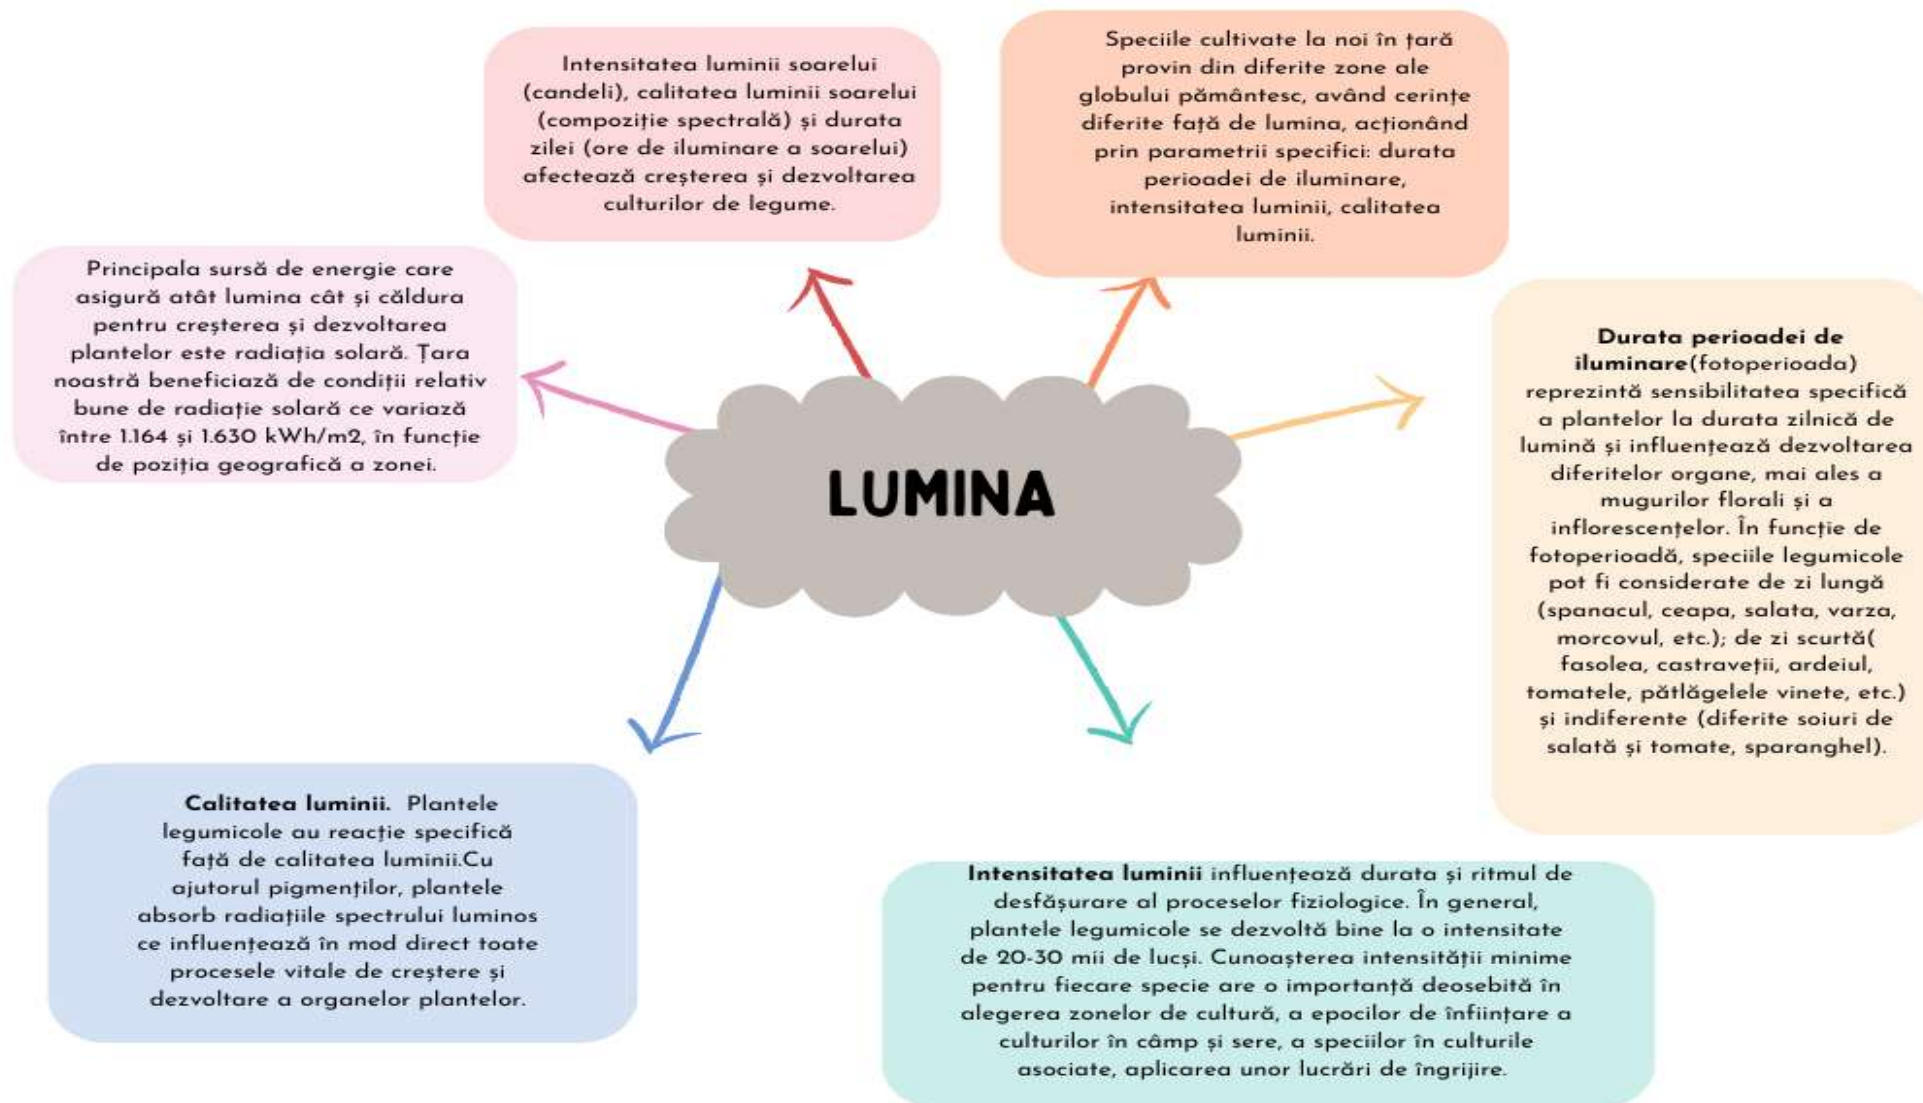 Intensitatea luminii soarelui
(candeli), calitatea luminii soarelui
(compoziție spectrală) și durata
zilei (ore de iluminare a soarelui)
afectează creșterea și dezvoltarea
culturilor de legume.
Speciile cultivate la noi în țară
provin din diferite zone ale
globului pământesc, având cerințe
diferite față de lumina, acționând
prin parametrii specifici: durata
perioadei de iluminare,
intensitatea luminii, calitatea
luminii.
Principala sursă de energie care
asigură atât lumina cât și căldura
pentru creșterea și dezvoltarea
plantelor este radiația solară. Țara
noastră beneficiază de condiții relativ
bune de radiație solară ce variază
între 1.164 și 1.630 kWh/m2, în funcție
de poziția geografică a zonei.
Durata perioadei de
iluminare(fotoperioada)
reprezintă sensibilitatea specifică
a plantelor la durata zilnică de
lumină și influențează dezvoltarea
diferitelor organe, mai ales a
mugurilor florali și a
inflorescențelor. În funcție de
fotoperioadă, speciile legumicole
pot fi considerate de zi lungă
(spanacul, ceapa, salata, varza,
morcovul, etc.); de zi scurtă(
fasolea, castraveții, ardeiul,
tomatele, pătlăgelele vinete, etc.)
și indiferente (diferite soiuri de
salată și tomate, sparanghel).
LUMINA
Calitatea luminii. Plantele
legumicole au reacție specifică
față de calitatea luminii.Cu
ajutorul pigmenților, plantele
absorb radiațiile spectrului luminos
ce influențează în mod direct toate
procesele vitale de creștere și
dezvoltare a organelor plantelor.
Intensitatea luminii influențează durata și ritmul de
desfășurare al proceselor fiziologice. În general,
plantele legumicole se dezvoltă bine la o intensitate
de 20-30 mii de lucși. Cunoașterea intensității minime
pentru fiecare specie are o importanță deosebită în
alegerea zonelor de cultură, a epocilor de înființare a
culturilor în câmp și sere, a speciilor în culturile
asociate, aplicarea unor lucrări de îngrijire.